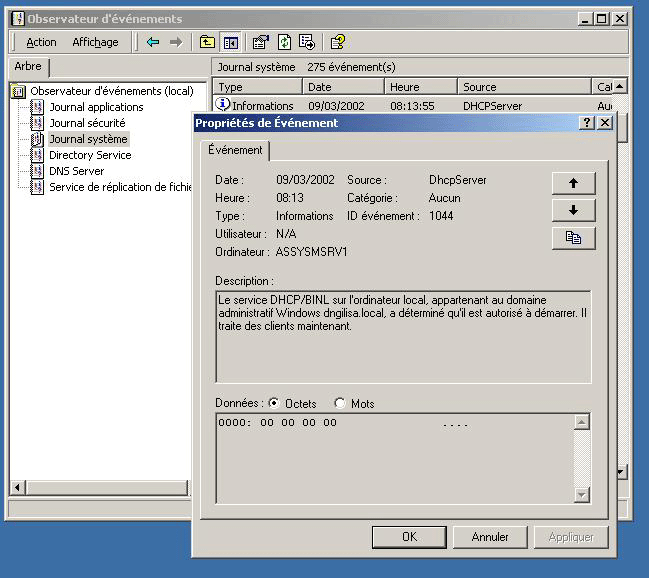 Observateur d'événements
Action Affichage
Arbre
Journal système 275 événement(s)
Type Date Heure Source
Informations 09/03/2002 08:13:55 DHCPServer
Observateur d'événements (local)
Journal applications
Journal sécurité
Journal système
Directory Service
DNS Server
Service de réplication de fichie
Propriétés de Événement
Événement
Date : 09/03/2002 Source : DhcpServer
Heure : 08:13 Catégorie : Aucun
Type : Informations ID événement : 1044
Utilisateur : N/A
Ordinateur : ASSYSMSRV1
Description :
Le service DHCP/BINL sur l'ordinateur local, appartenant au domaine
administratif Windows dngilisa.local, a déterminé qu'il est autorisé à démarrer. Il
traite des clients maintenant.
Données : Octets Mots
0000: 00 00 00 00 ....
OK Annuler Appliquer